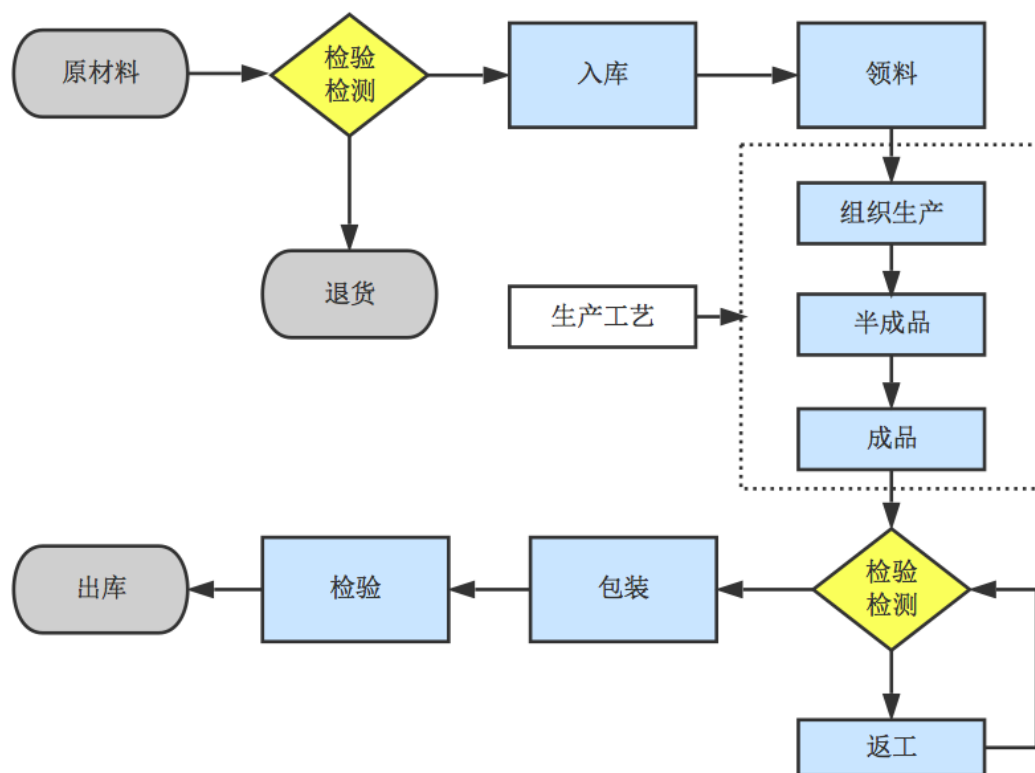 原材料
检验
检测
入库
领料
组织生产
退货
生产工艺
半成品
成品
出库
检验
包装
检验
检测
返工